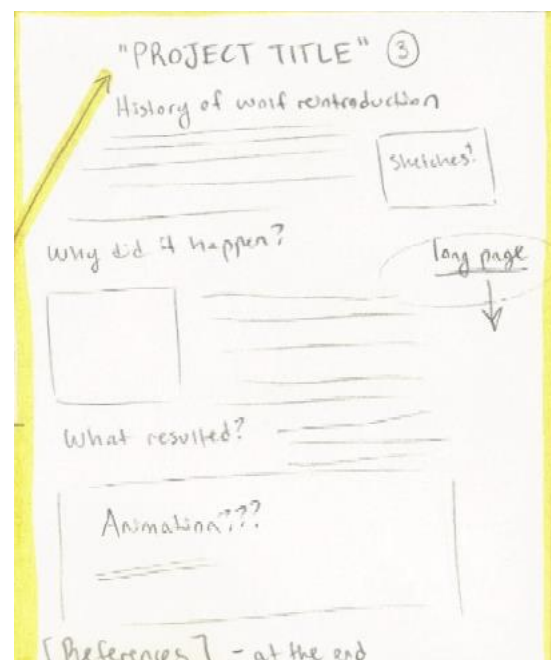 "PROJECT TITLE" 3
History of wolf reintroduction
Sketches?
Why did it happen?
long page
What resulted?
Animation???
[References] - at the end